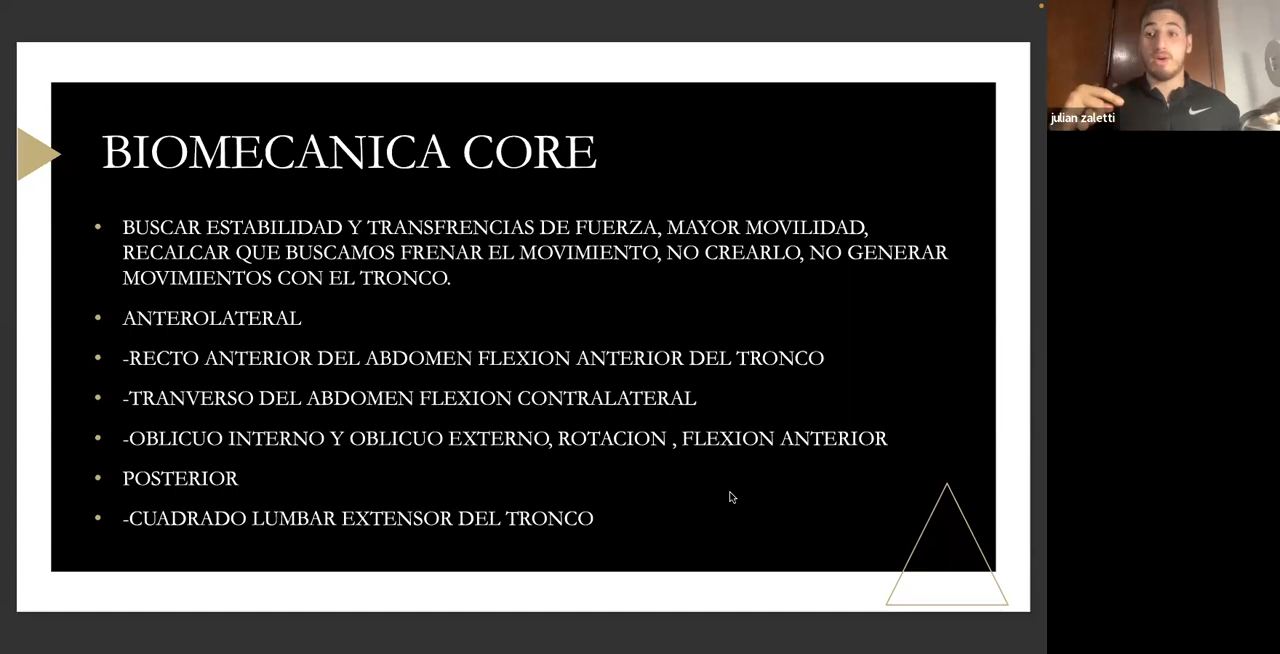 BIOMECANICA CORE
• BUSCAR ESTABILIDAD Y TRANSFRENCIAS DE FUERZA, MAYOR MOVILIDAD,
RECALCAR QUE BUSCAMOS FRENAR EL MOVIMIENTO, NO CREARLO, NO GENERAR
MOVIMIENTOS CON EL TRONCO.
• ANTEROLATERAL
• -RECTO ANTERIOR DEL ABDOMEN FLEXION ANTERIOR DEL TRONCO
• -TRANVERSO DEL ABDOMEN FLEXION CONTRALATERAL
• -OBLICUO INTERNO Y OBLICUO EXTERNO, ROTACION , FLEXION ANTERIOR
• POSTERIOR
• -CUADRADO LUMBAR EXTENSOR DEL TRONCO
julian zaletti